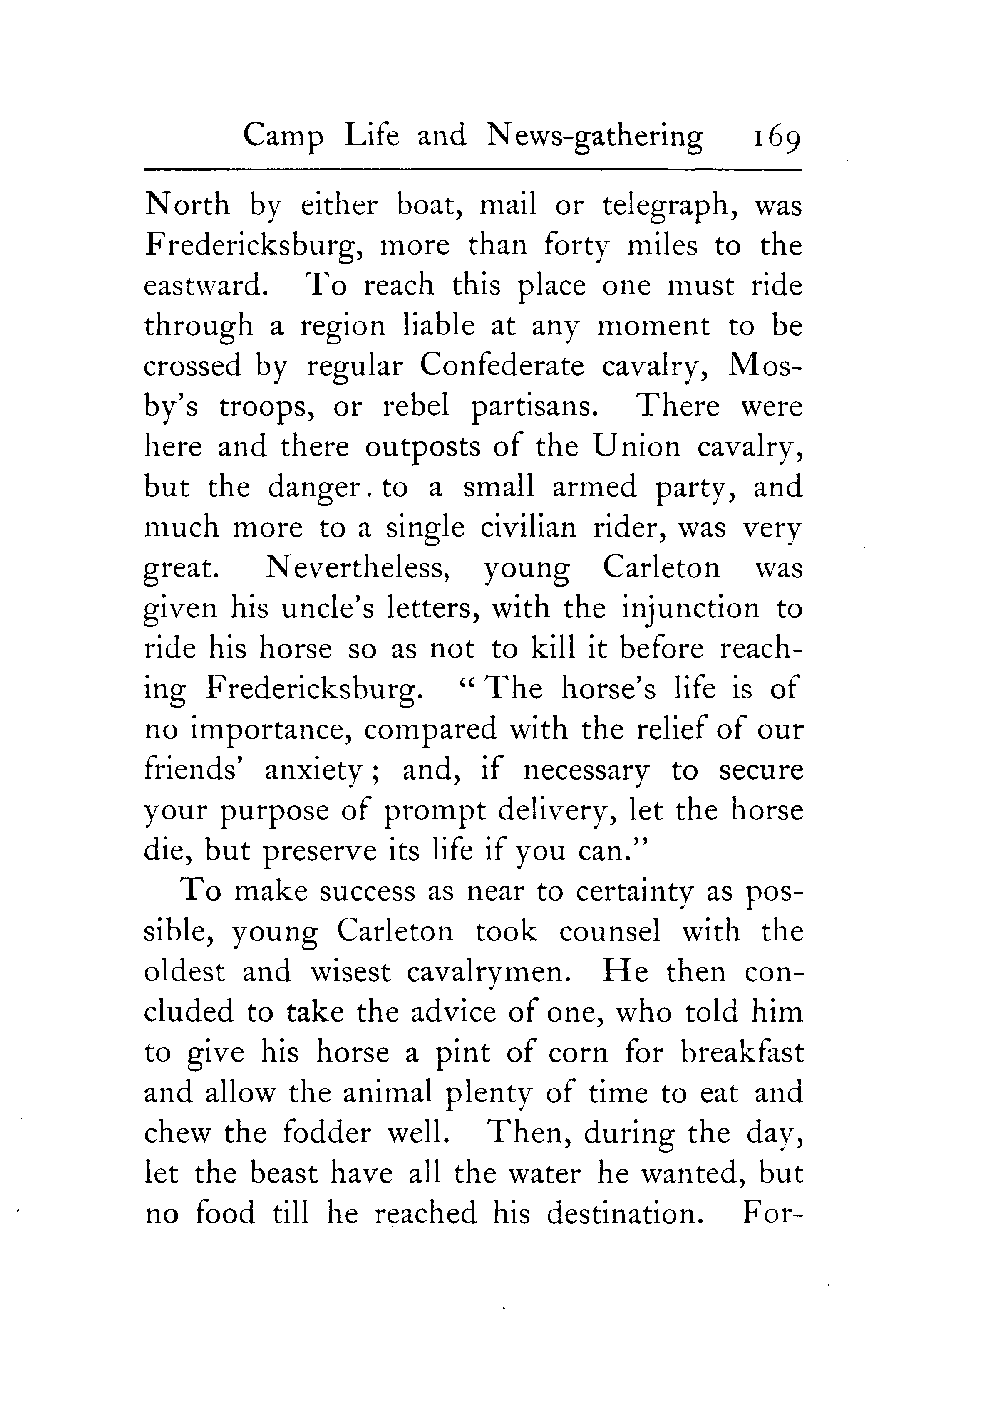 Camp Life and News-gathering 169
North by either boat, mail or telegraph, was
Fredericksburg, more than forty miles to the
eastward. To reach this place one must ride
through a region liable at any moment to be
crossed by regular Confederate cavalry, Mos-
by's troops, or rebel partisans. There were
here and there outposts of the Union cavalry,
but the danger. to a small armed party, and
much more to a single civilian rider, was very
great. Nevertheless, young Carleton was
given his uncle's letters, with the injunction to
ride his horse so as not to kill it before reach-
ing Fredericksburg. "The horse's life is of
no importance, compared with the relief of our
friends' anxiety; and, if necessary to secure
your purpose of prompt delivery, let the horse
die, but preserve its life if you can."
To make success as near to certainty as pos-
sible, young Carleton took counsel with the
oldest and wisest cavalrymen. He then con-
cluded to take the advice of one, who told him
to give his horse a pint of corn for breakfast
and allow the animal plenty of time to eat and
chew the fodder well. Then, during the day,
let the beast have all the water he wanted, but
no food till he reached his destination. For-